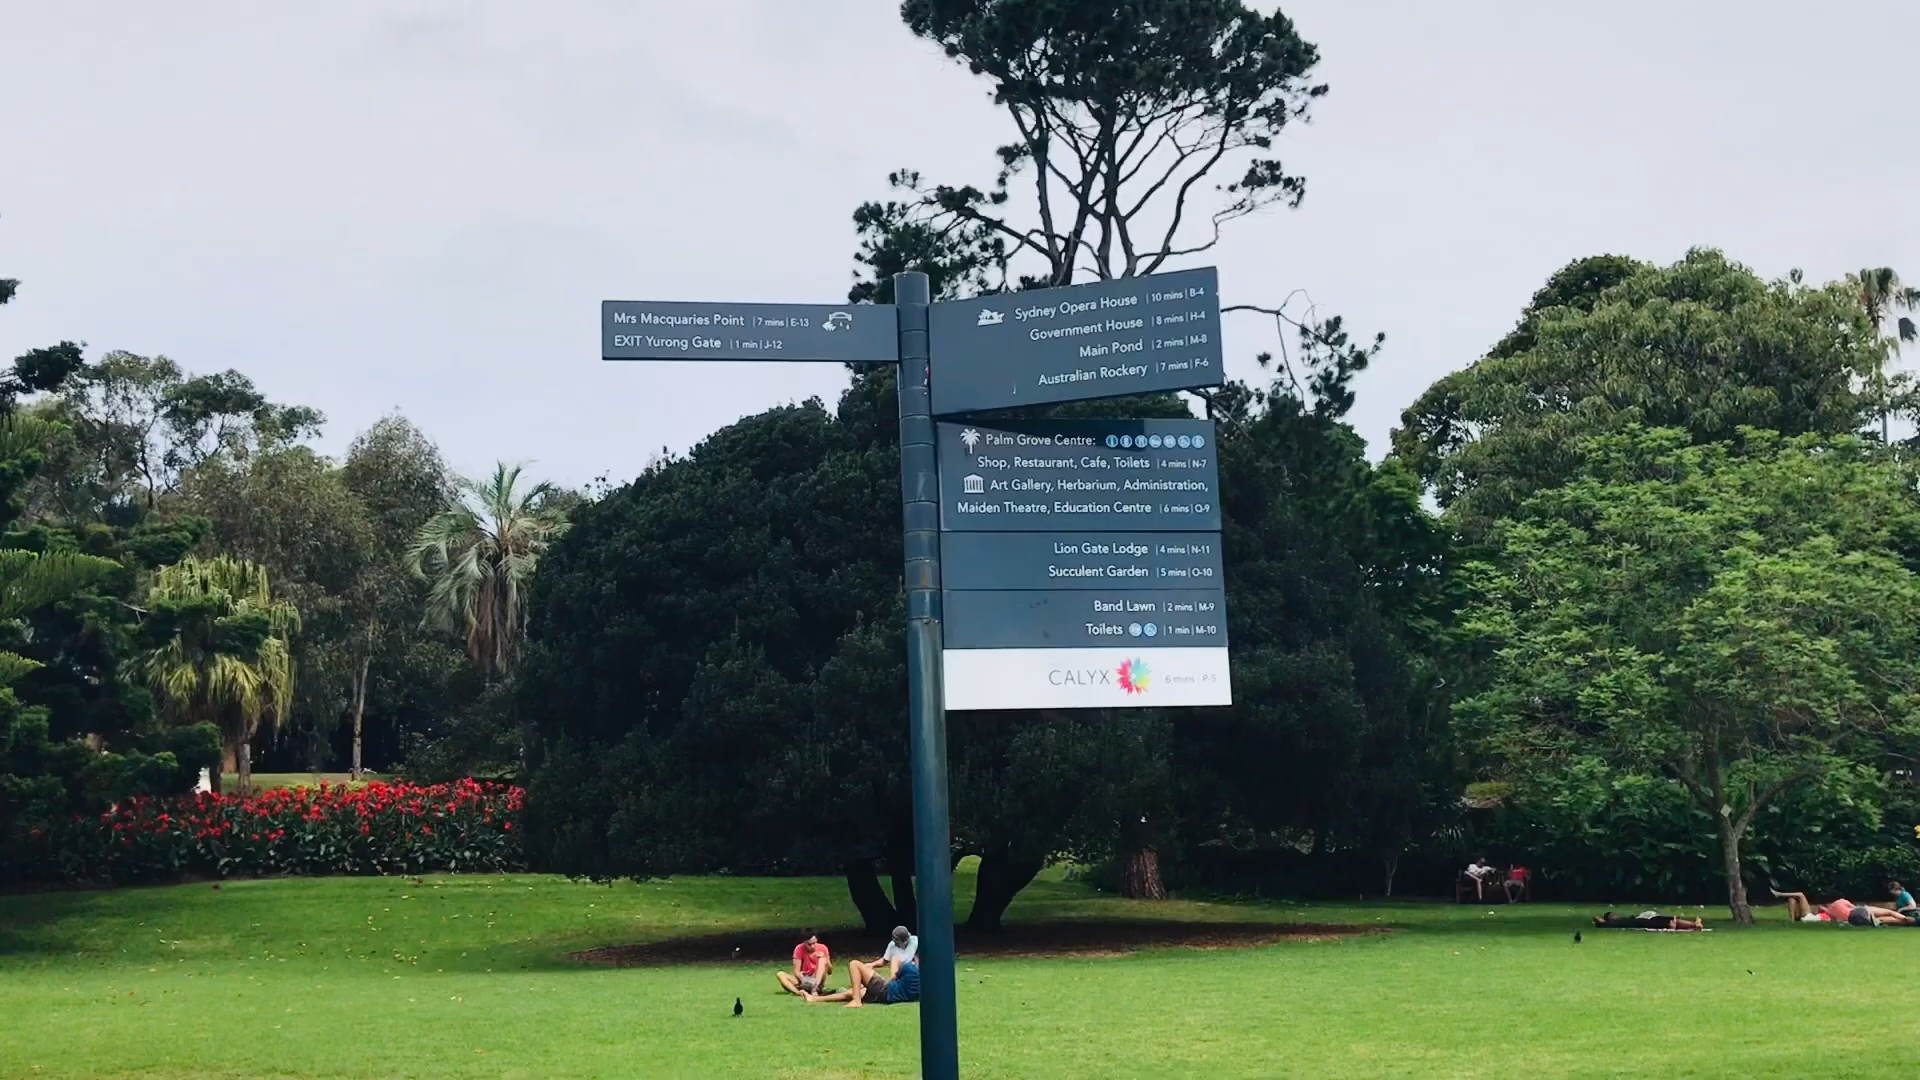 Mrs Macquaries Point | 7 mins | E-13
EXIT Yurong Gate | 1 min | J-12
Sydney Opera House | 10 mins | B-4
Government House | 8 mins | H-4
Main Pond | 2 mins | M-8
Australian Rockery | 7 mins | F-6
Palm Grove Centre:
Shop, Restaurant, Cafe, Toilets | 4 mins | N-7
Art Gallery, Herbarium, Administration,
Maiden Theatre, Education Centre | 6 mins | Q-9
Lion Gate Lodge | 4 mins | N-11
Succulent Garden | 5 mins | O-10
Band Lawn | 2 mins | M-9
Toilets | 1 min | M-10
CALYX 6 mins P-5